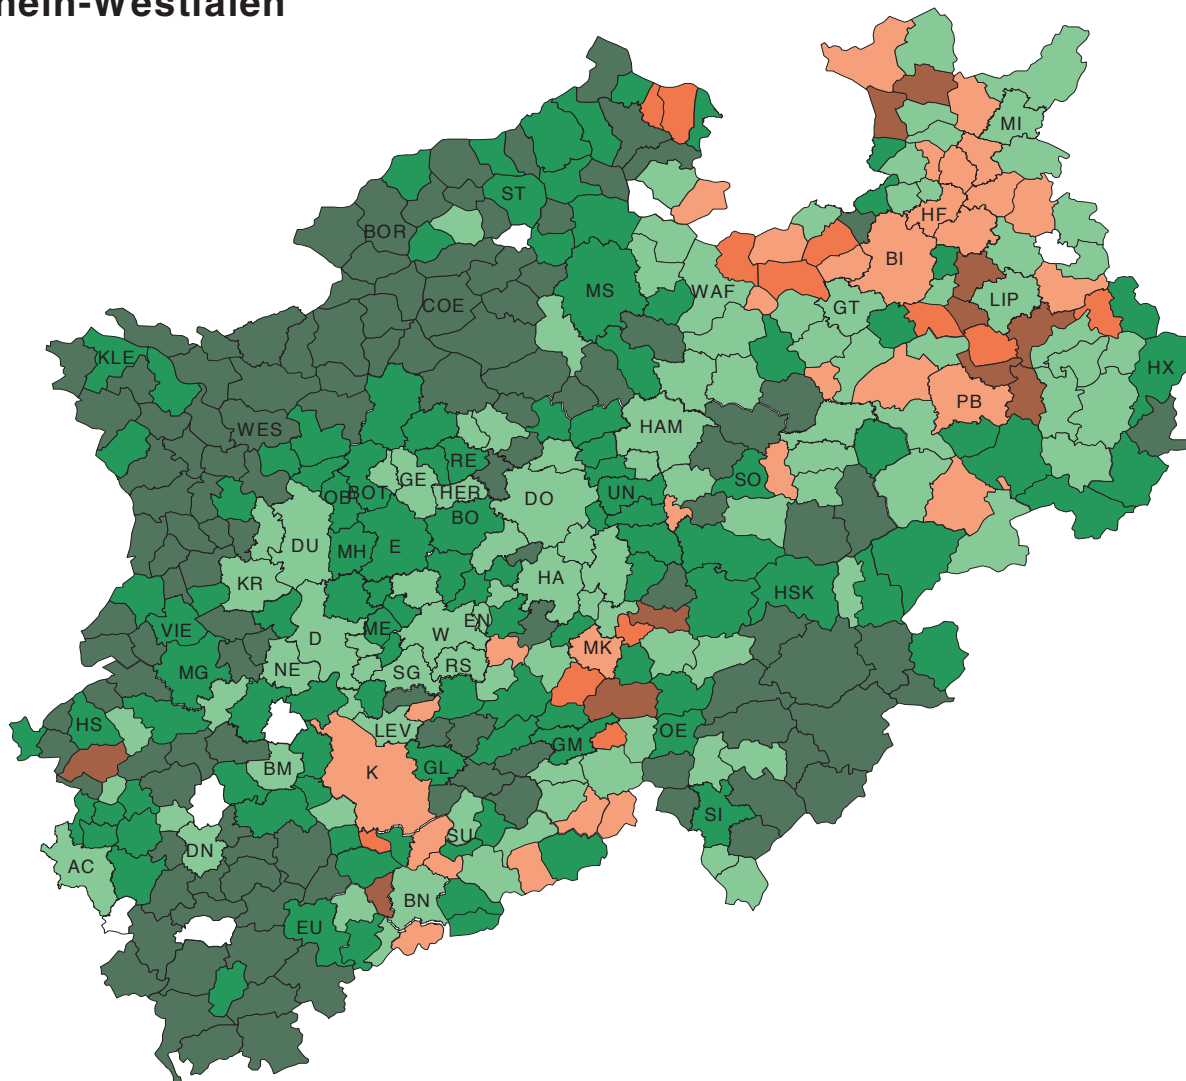 hein-Westfalen
MI
ST
HF
BOR
BI
MS
WAF
LIP
COE
GT
KLE
HX
PB
WES
HAM
RE
GE
SO
OB
BOT
HER
UN
DO
BO
DU
MH
E
KR
HA
HSK
EN
VIE
ME
W
D
MK
NE
SG
RS
MG
HS
LEV
OE
GM
BM
K
GL
SI
SU
DN
AC
BN
EU